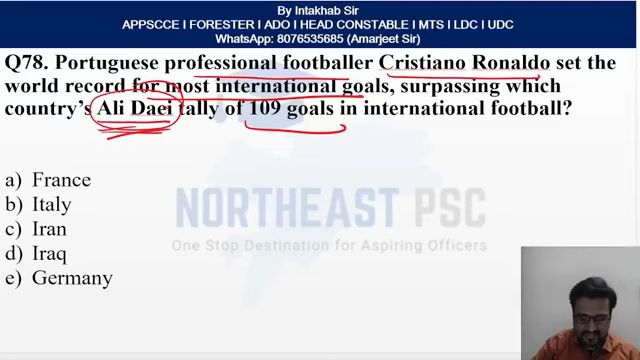 By Intakhab Sir
APPSCCE I FORESTER I ADO I HEAD CONSTABLE I MTS I LDC I UDC
WhatsApp: 8076535685 (Amarjeet Sir)
Q78. Portuguese professional footballer Cristiano Ronaldo set the
world record for most international goals, surpassing which
country's Ali Daei tally of 109 goals in international football?
a) France
b) Italy
c) Iran
d) Iraq
e) Germany
NORTHEAST PSC
One Stop Destination for Aspiring Officers